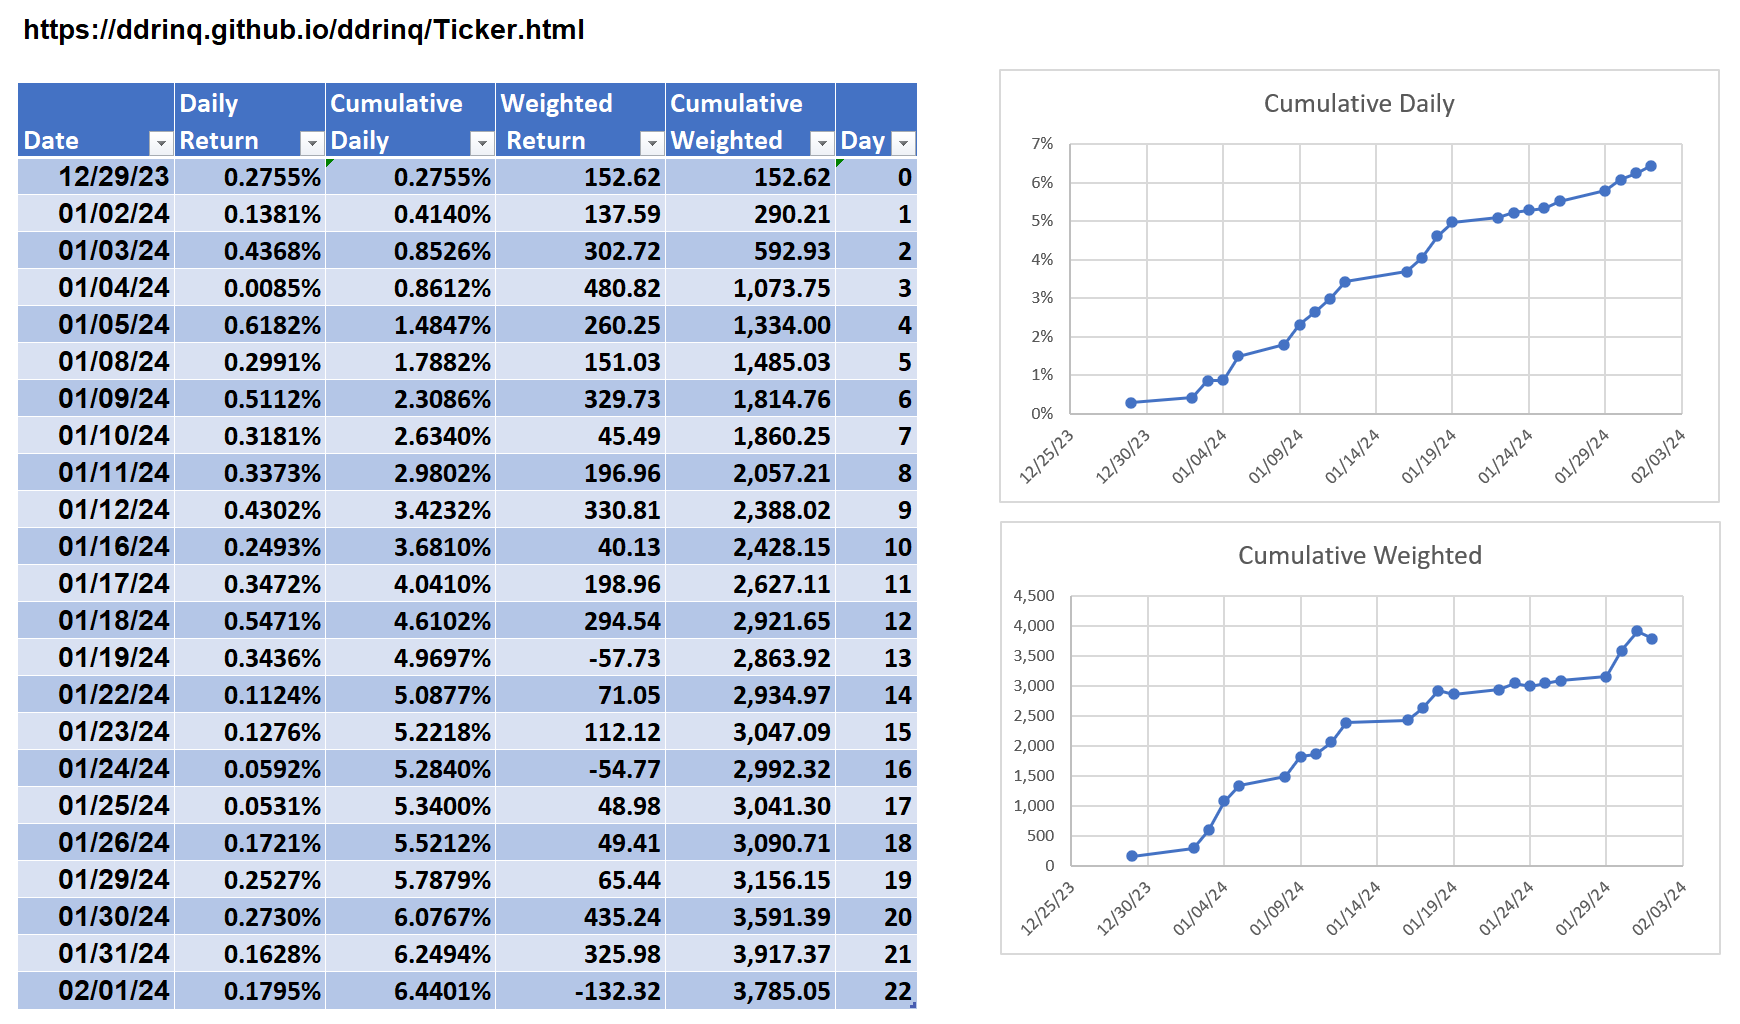 https://ddrinq.github.io/ddrinq/Ticker.html
Date Daily Return Cumulative Daily Weighted Return Cumulative Weighted Day
12/29/23 0.2755% 0.2755% 152.62 152.62 0
01/02/24 0.1381% 0.4140% 137.59 290.21 1
01/03/24 0.4368% 0.8526% 302.72 592.93 2
01/04/24 0.0085% 0.8612% 480.82 1,073.75 3
01/05/24 0.6182% 1.4847% 260.25 1,334.00 4
01/08/24 0.2991% 1.7882% 151.03 1,485.03 5
01/09/24 0.5112% 2.3086% 329.73 1,814.76 6
01/10/24 0.3181% 2.6340% 45.49 1,860.25 7
01/11/24 0.3373% 2.9802% 196.96 2,057.21 8
01/12/24 0.4302% 3.4232% 330.81 2,388.02 9
01/16/24 0.2493% 3.6810% 40.13 2,428.15 10
01/17/24 0.3472% 4.0410% 198.96 2,627.11 11
01/18/24 0.5471% 4.6102% 294.54 2,921.65 12
01/19/24 0.3436% 4.9697% -57.73 2,863.92 13
01/22/24 0.1124% 5.0877% 71.05 2,934.97 14
01/23/24 0.1276% 5.2218% 112.12 3,047.09 15
01/24/24 0.0592% 5.2840% -54.77 2,992.32 16
01/25/24 0.0531% 5.3400% 48.98 3,041.30 17
01/26/24 0.1721% 5.5212% 49.41 3,090.71 18
01/29/24 0.2527% 5.7879% 65.44 3,156.15 19
01/30/24 0.2730% 6.0767% 435.24 3,591.39 20
01/31/24 0.1628% 6.2494% 325.98 3,917.37 21
02/01/24 0.1795% 6.4401% -132.32 3,785.05 22
Cumulative Daily
7%
6%
5%
4%
3%
2%
1%
0%
12/25/23 12/30/23 01/04/24 01/09/24 01/14/24 01/19/24 01/24/24 01/29/24 02/03/24
Cumulative Weighted
4,500
4,000
3,500
3,000
2,500
2,000
1,500
1,000
500
0
12/25/23 12/30/23 01/04/24 01/09/24 01/14/24 01/19/24 01/24/24 01/29/24 02/03/24